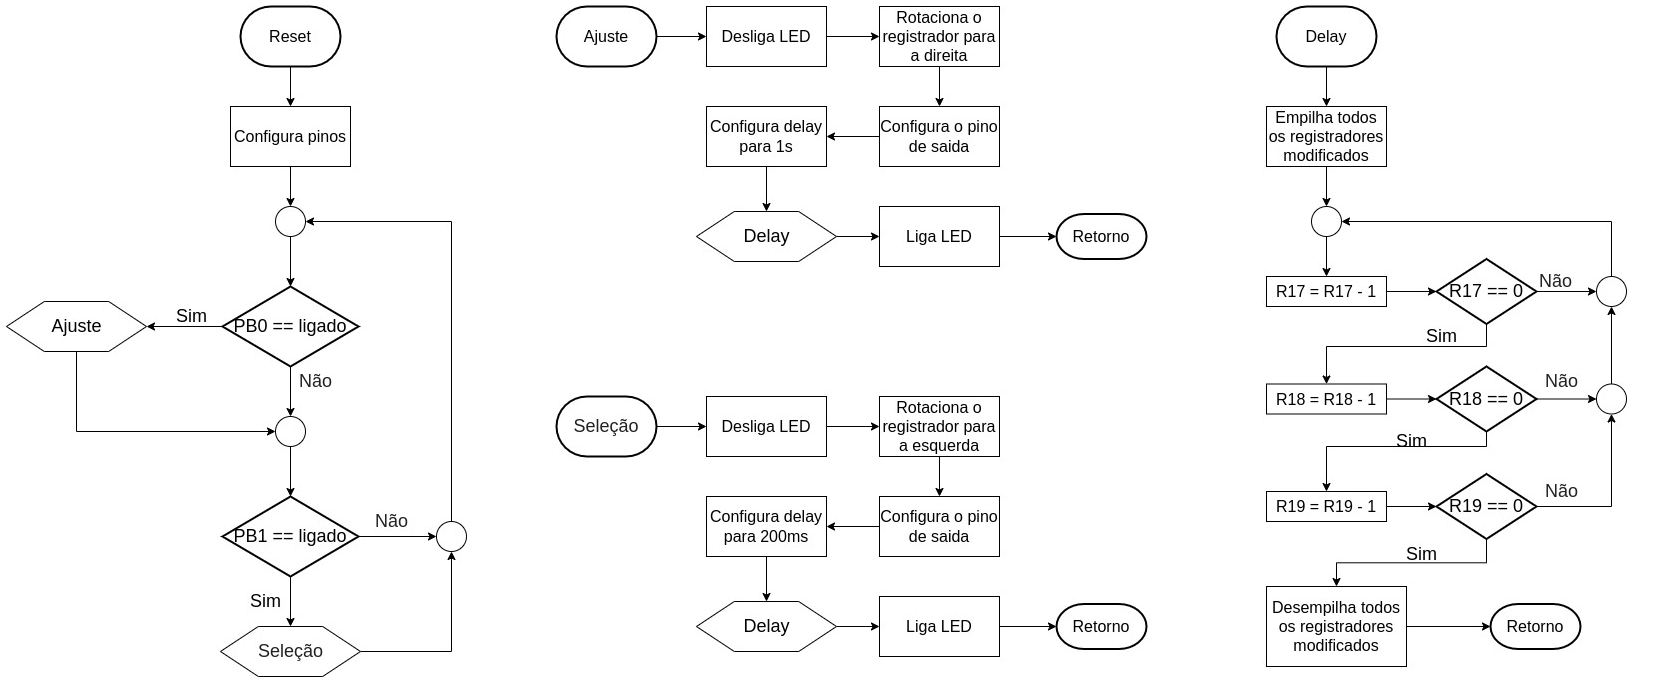 Reset
Configura pinos
PB0 == ligado
Sim
Ajuste
Não
PB1 == ligado
Não
Sim
Seleção
Ajuste
Desliga LED
Rotaciona o
registrador para
a direita
Configura o pino
de saida
Configura delay
para 1s
Delay
Liga LED
Retorno
Seleção
Desliga LED
Rotaciona o
registrador para
a esquerda
Configura o pino
de saida
Configura delay
para 200ms
Delay
Liga LED
Retorno
Delay
Empilha todos
os registradores
modificados
R17 = R17 - 1
R17 == 0
Não
Sim
R18 = R18 - 1
R18 == 0
Não
Sim
R19 = R19 - 1
R19 == 0
Não
Sim
Desempilha todos
os registradores
modificados
Retorno